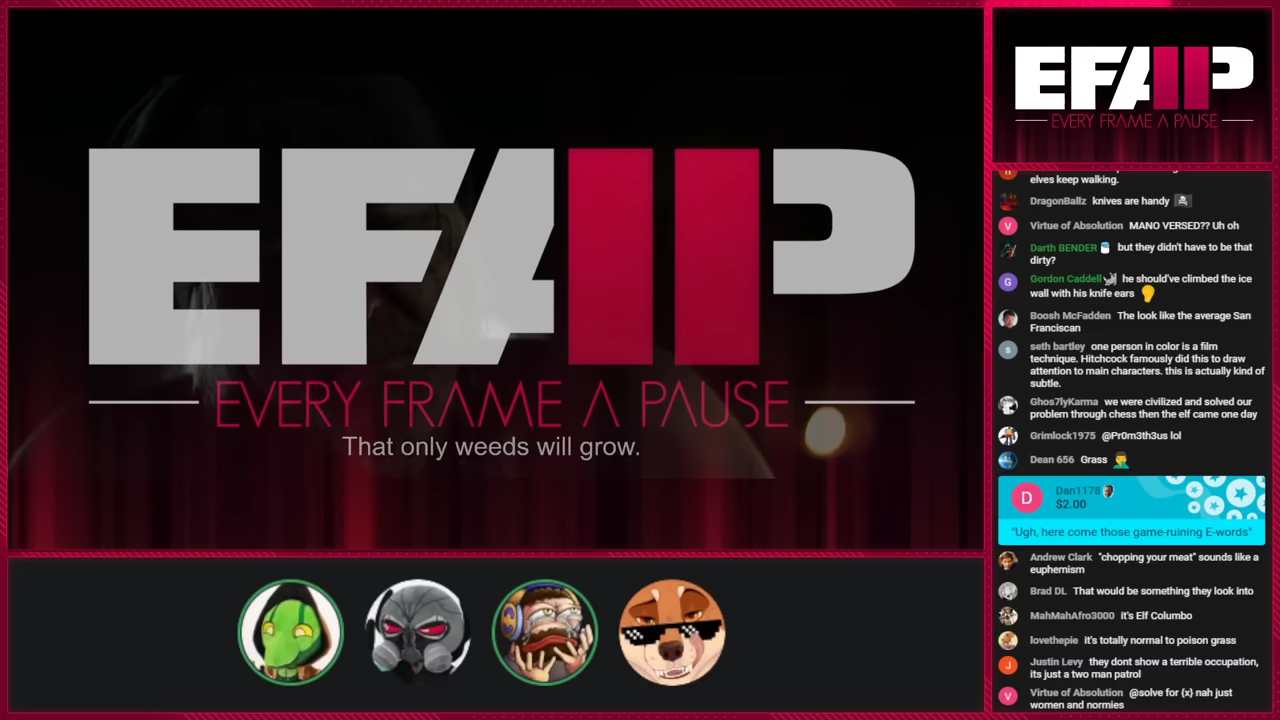 EFAP
EVERY FRAME A PAUSE
That only weeds will grow.
EFAP
EVERY FRAME A PAUSE
elves keep walking.
DragonBallz knives are handy
Virtue of Absolution MANO VERSED?? Uh oh
Darth BENDER but they didn't have to be that
dirty?
Gordon Caddell he should've climbed the ice
wall with his knife ears
Boosh McFadden The look like the average San
Franciscan
seth bartley one person in color is a film
technique. Hitchcock famously did this to draw
attention to main characters. this is actually kind of
subtle.
Ghos7lyKarma we were civilized and solved our
problem through chess then the elf came one day
Grimlock1975 @Pr0m3th3us lol
Dean 656 Grass
D
Dan1178
$2.00
"Ugh, here come those game-ruining E-words"
Andrew Clark "chopping your meat" sounds like a
euphemism
Brad DL That would be something they look into
MahMahAfro3000 it's Elf Columbo
lovethepie it's totally normal to poison grass
Justin Levy they dont show a terrible occupation,
its just a two man patrol
Virtue of Absolution @solve for {x} nah just
women and normies